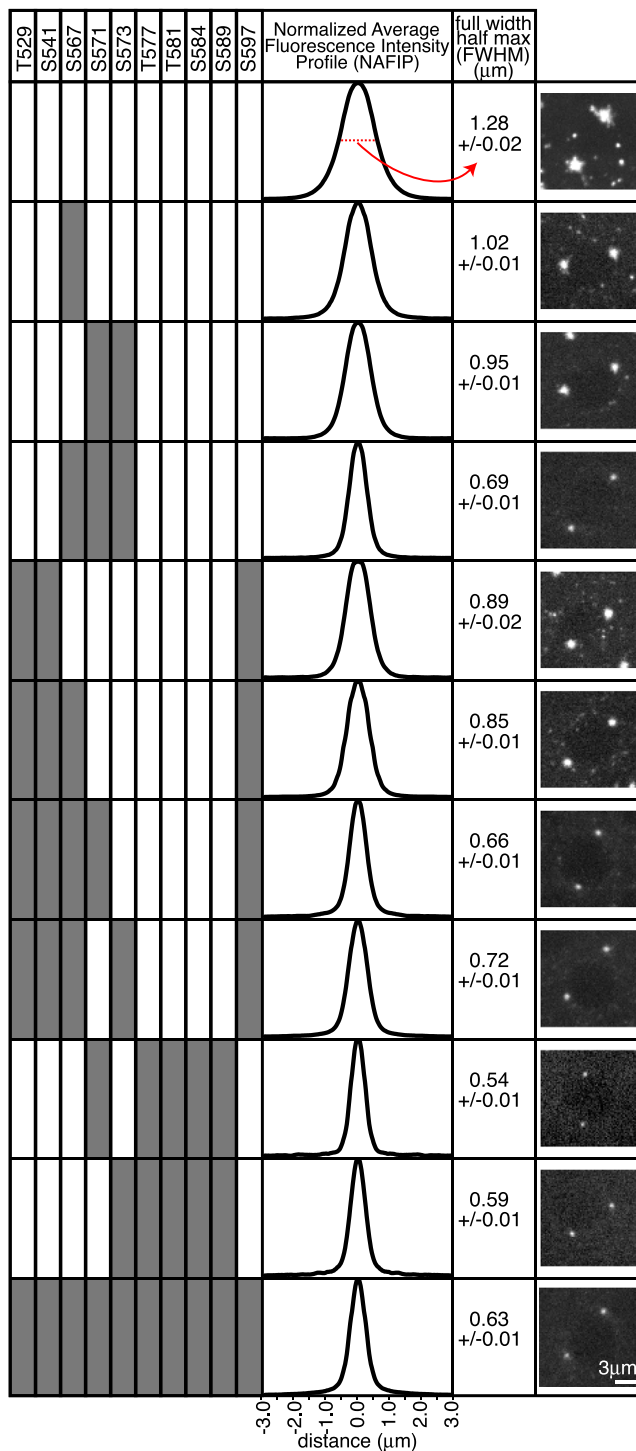 T529
S541
S567
S571
S573
T577
T581
S584
S589
S597
Normalized Average
Fluorescence Intensity
Profile (NAFIP)
full width
half max
(FWHM)
(μm)
1.28
+/-0.02
1.02
+/-0.01
0.95
+/-0.01
0.69
+/-0.01
0.89
+/-0.02
0.85
+/-0.01
0.66
+/-0.01
0.72
+/-0.01
0.54
+/-0.01
0.59
+/-0.01
0.63
+/-0.01
3μm
-3.0
-2.0
-1.0
0.0
1.0
2.0
3.0
distance (μm)